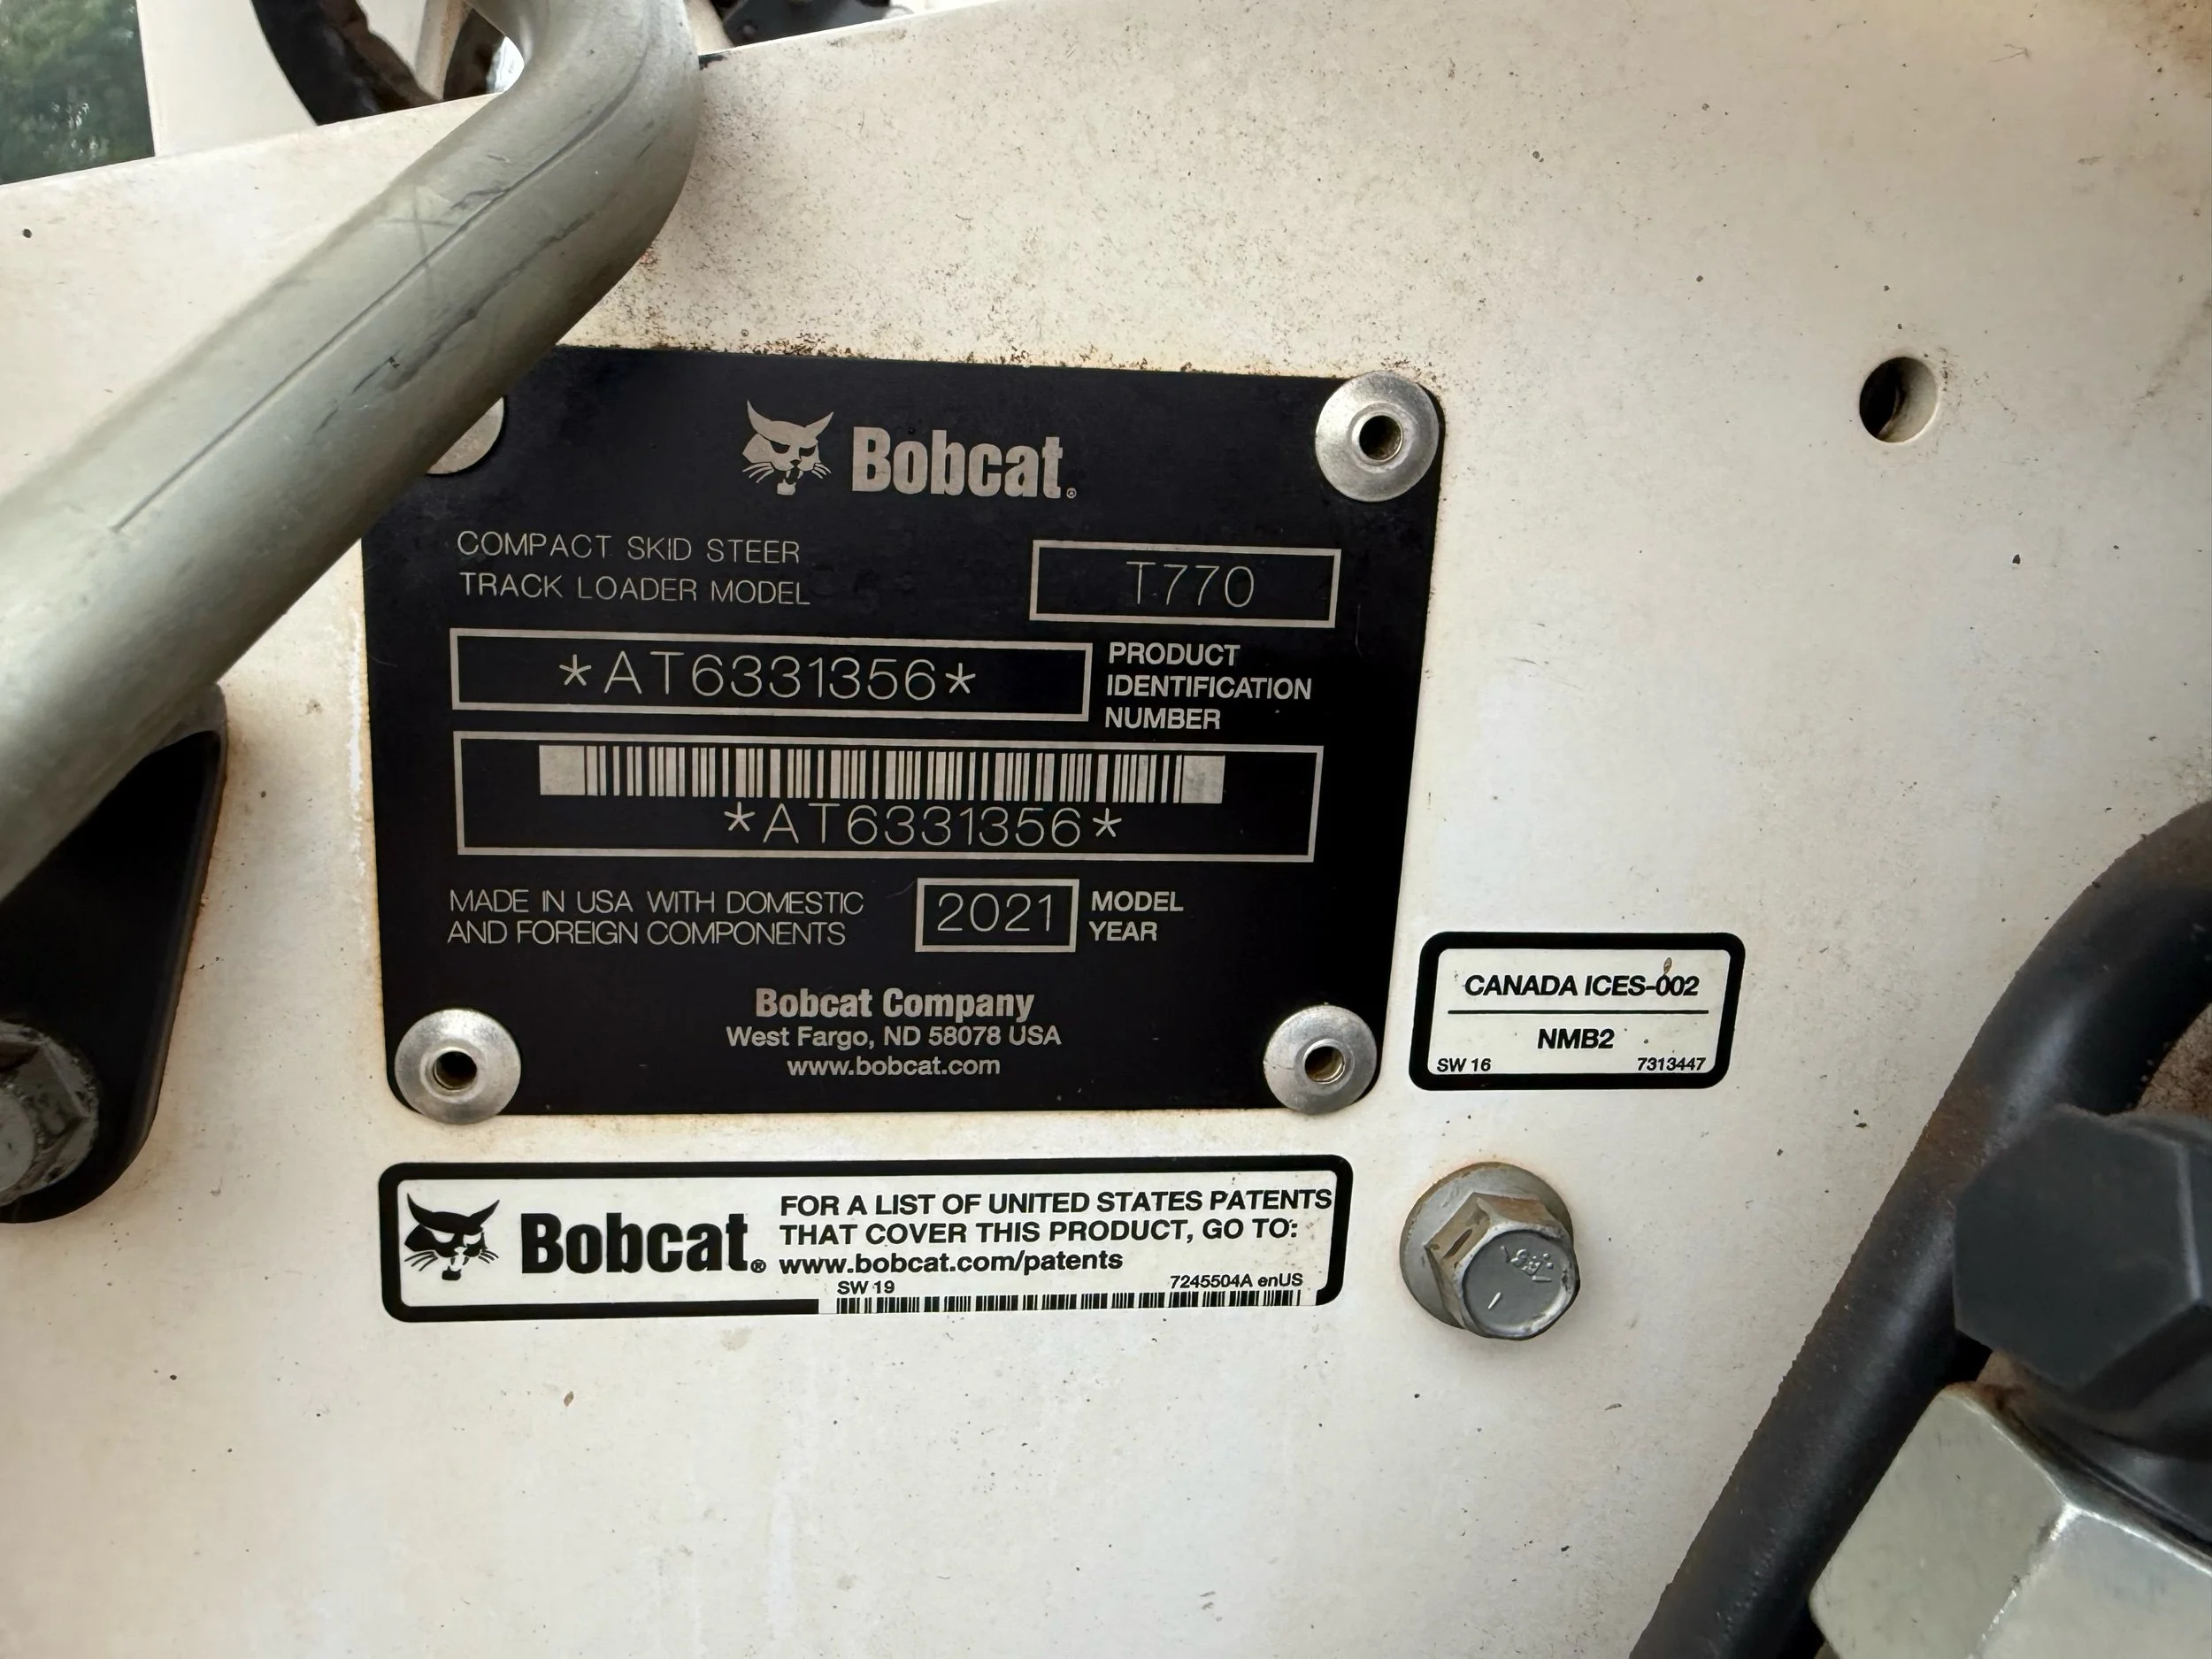 Bobcat®
COMPACT SKID STEER
TRACK LOADER MODEL
T770
*AT6331356*
PRODUCT
IDENTIFICATION
NUMBER
*AT6331356*
MADE IN USA WITH DOMESTIC
AND FOREIGN COMPONENTS
2021
MODEL
YEAR
Bobcat Company
West Fargo, ND 58078 USA
www.bobcat.com
CANADA ICES-002
NMB2
SW 16 7313447
Bobcat®
FOR A LIST OF UNITED STATES PATENTS
THAT COVER THIS PRODUCT, GO TO:
www.bobcat.com/patents
SW 19 7245504A enUS